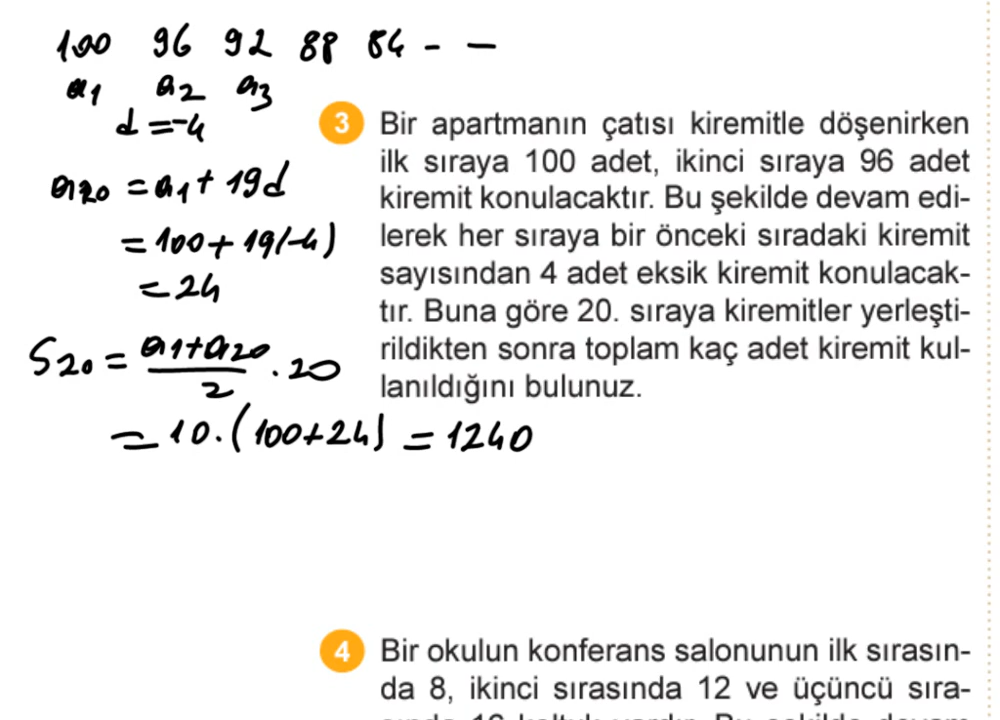 100 96 92 88 84 - -
a1 a2 a3
d = -4
a20 = a1 + 19d
= 100 + 19(-4)
= 24
S20 = a1+a20/2 . 20
= 10.(100+24) = 1240
3 Bir apartmanın çatısı kiremitle döşenirken
ilk sıraya 100 adet, ikinci sıraya 96 adet
kiremit konulacaktır. Bu şekilde devam edi-
lerek her sıraya bir önceki sıradaki kiremit
sayısından 4 adet eksik kiremit konulacak-
tır. Buna göre 20. sıraya kiremitler yerleşti-
rildikten sonra toplam kaç adet kiremit kul-
lanıldığını bulunuz.
4 Bir okulun konferans salonunun ilk sırasın-
da 8, ikinci sırasında 12 ve üçüncü sıra-